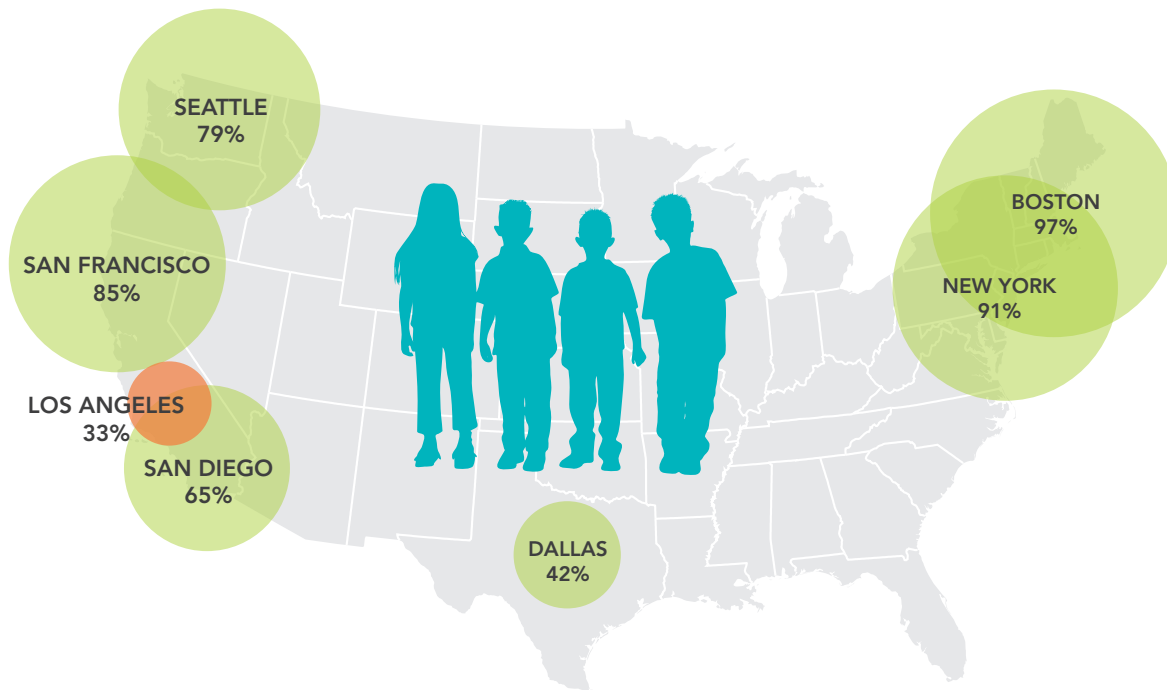 SEATTLE
79%
SAN FRANCISCO
85%
LOS ANGELES
33%
SAN DIEGO
65%
DALLAS
42%
BOSTON
97%
NEW YORK
91%